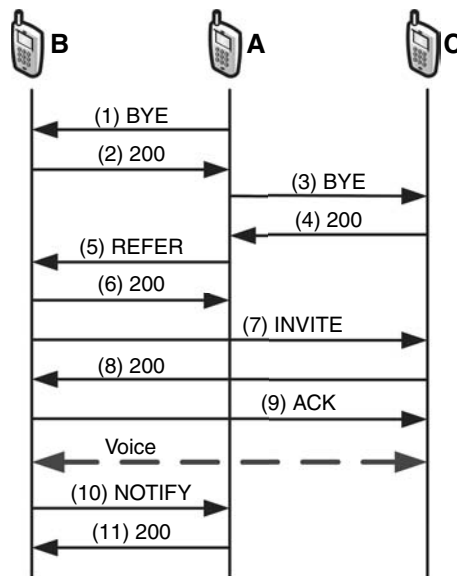 B A C
(1) BYE
(2) 200
(3) BYE
(4) 200
(5) REFER
(6) 200
(7) INVITE
(8) 200
(9) ACK
Voice
(10) NOTIFY
(11) 200